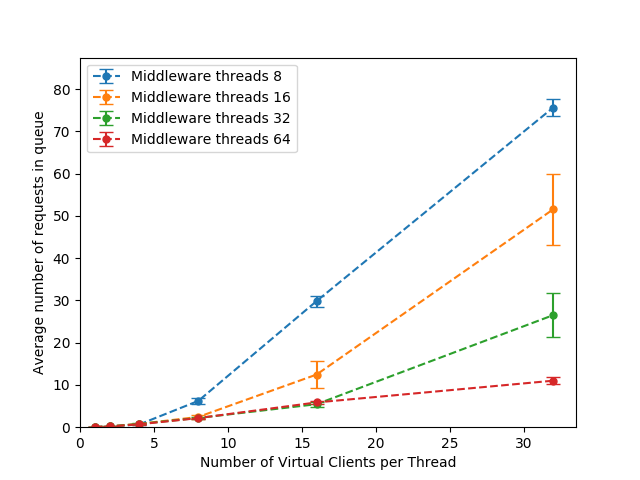 Middleware threads 8
Middleware threads 16
Middleware threads 32
Middleware threads 64
Average number of requests in queue
80
70
60
50
40
30
20
10
0
0 5 10 15 20 25 30
Number of Virtual Clients per Thread